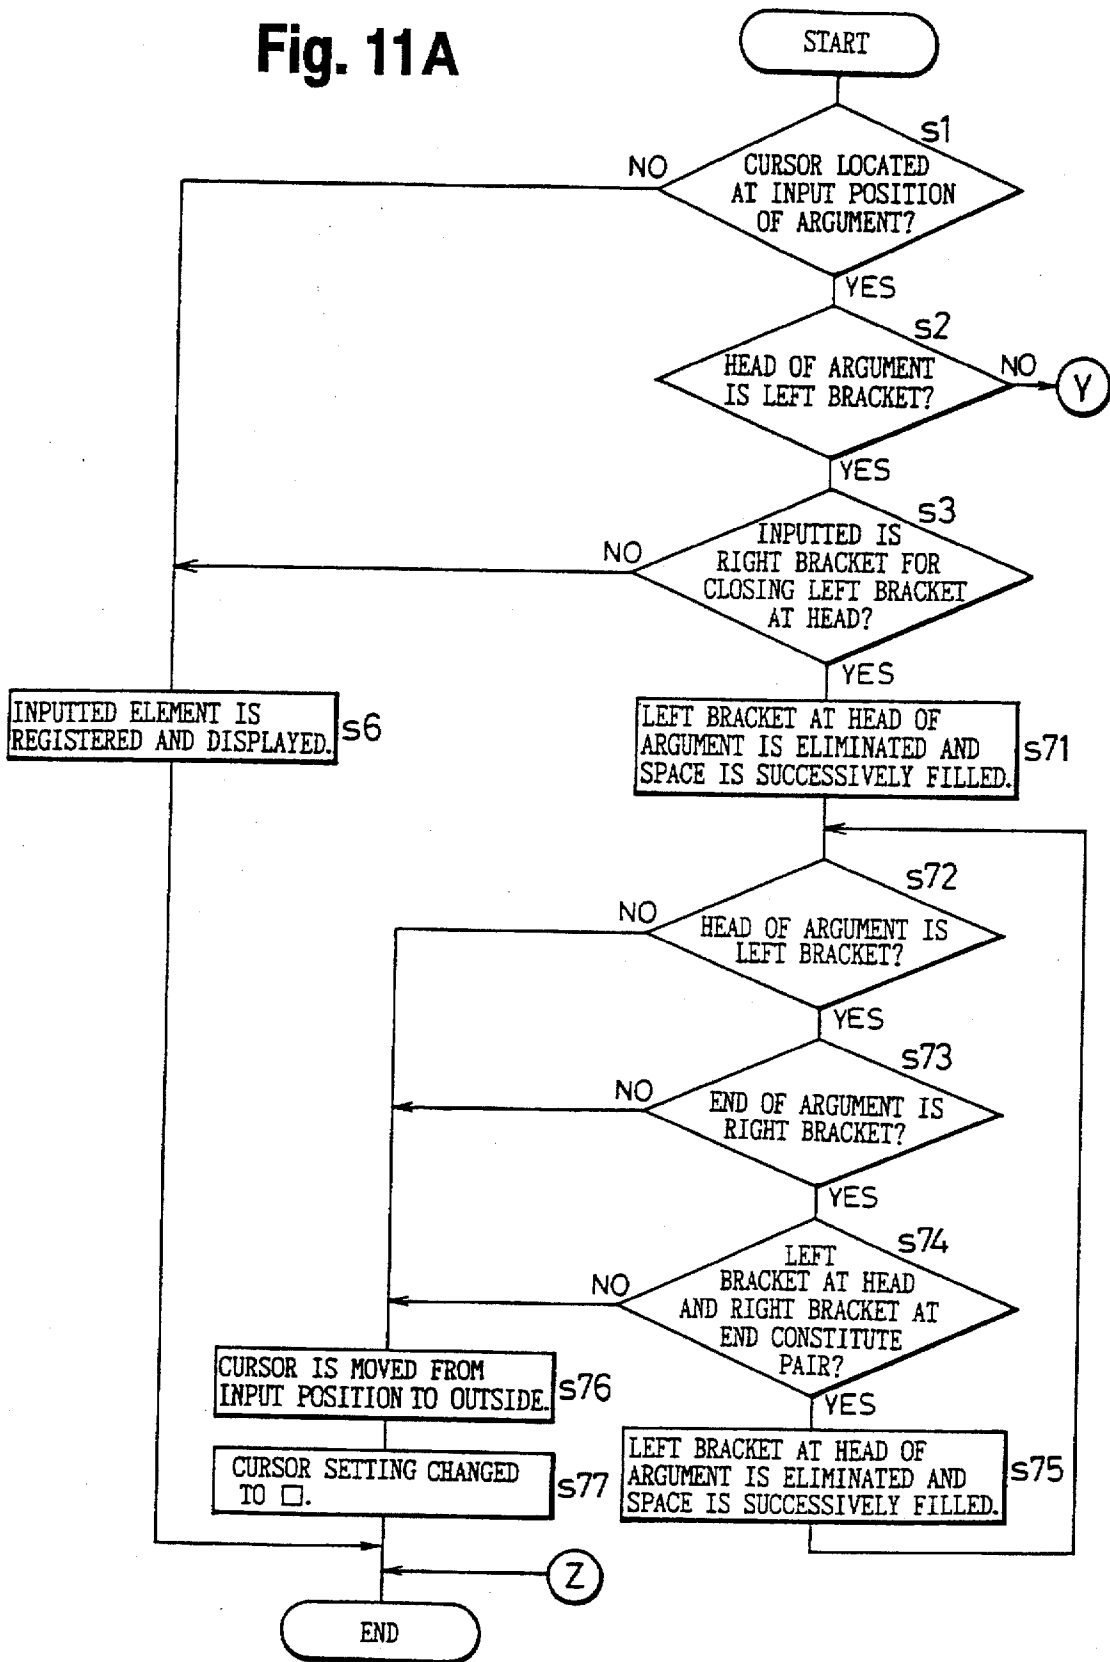 Fig. 11A
START
s1
NO
CURSOR LOCATED
AT INPUT POSITION
OF ARGUMENT?
YES
s2
HEAD OF ARGUMENT
IS LEFT BRACKET?
NO
Y
YES
s3
NO
INPUTTED IS
RIGHT BRACKET FOR
CLOSING LEFT BRACKET
AT HEAD?
YES
INPUTTED ELEMENT IS
REGISTERED AND DISPLAYED.
s6
LEFT BRACKET AT HEAD OF
ARGUMENT IS ELIMINATED AND
SPACE IS SUCCESSIVELY FILLED.
s71
s72
NO
HEAD OF ARGUMENT IS
LEFT BRACKET?
YES
s73
NO
END OF ARGUMENT IS
RIGHT BRACKET?
YES
s74
NO
LEFT
BRACKET AT HEAD
AND RIGHT BRACKET AT
END CONSTITUTE
PAIR?
YES
CURSOR IS MOVED FROM
INPUT POSITION TO OUTSIDE.
s76
CURSOR SETTING CHANGED
TO □.
s77
LEFT BRACKET AT HEAD OF
ARGUMENT IS ELIMINATED AND
SPACE IS SUCCESSIVELY FILLED.
s75
Z
END